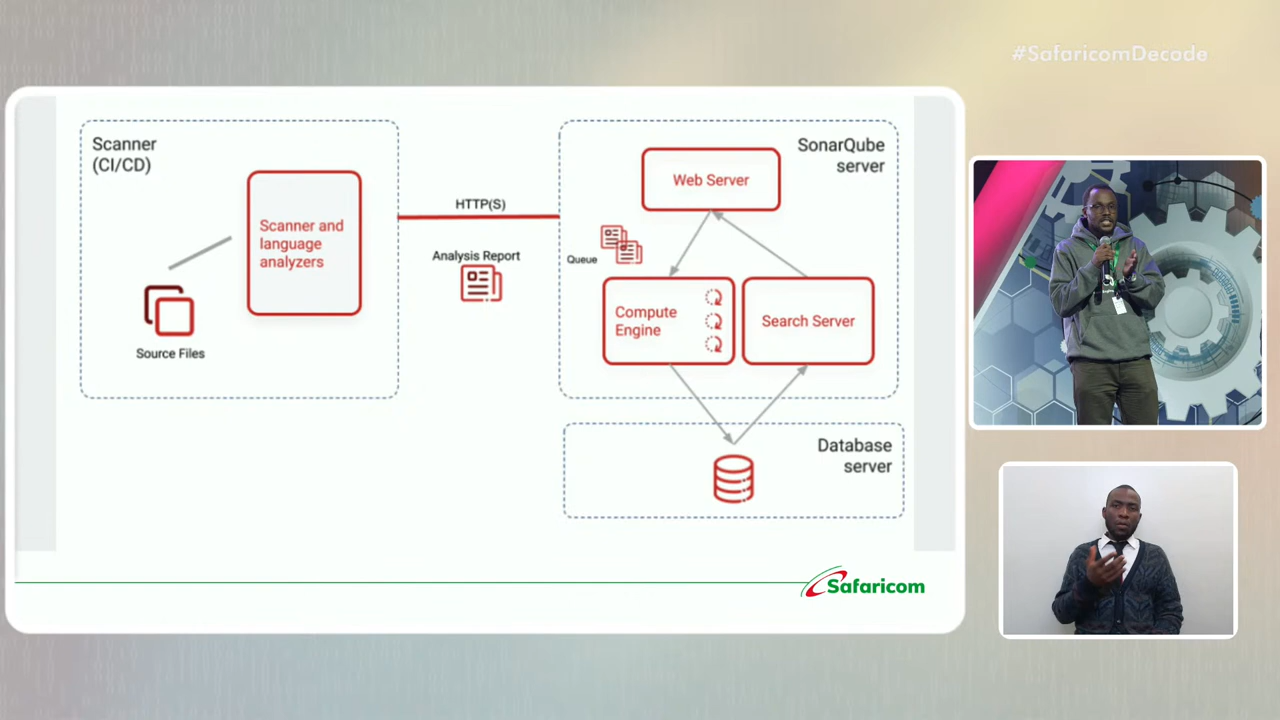 #SafaricomDecade
Scanner
(CI/CD)
Scanner and
language
analyzers
Source Files
HTTP(S)
Analysis Report
SonarQube
server
Web Server
Queue
Compute
Engine
Search Server
Database
server
Safaricom